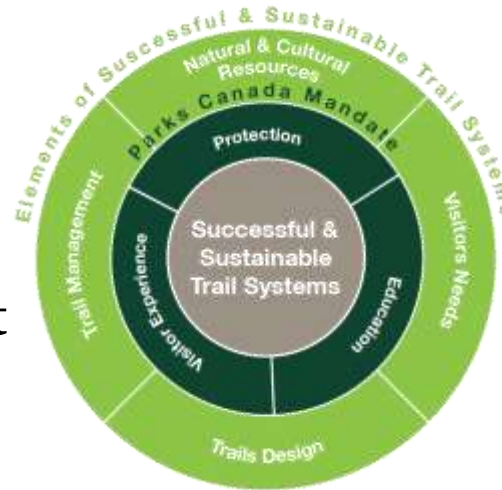 Elements of Suscessful & Sustainable Trail Systems
Natural & Cultural
Resources
Parks Canada Mandate
Protection
Successful &
Sustainable
Trail Systems
Trail Management
Visitor Experience
Education
Visitors Needs
Trails Design
t